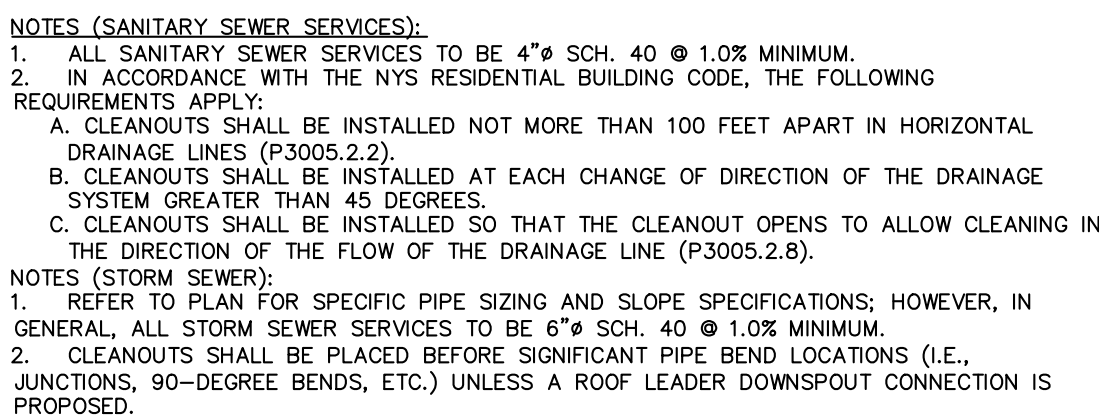 NOTES (SANITARY SEWER SERVICES):
1. ALL SANITARY SEWER SERVICES TO BE 4"ø SCH. 40 @ 1.0% MINIMUM.
2. IN ACCORDANCE WITH THE NYS RESIDENTIAL BUILDING CODE, THE FOLLOWING
REQUIREMENTS APPLY:
A. CLEANOUTS SHALL BE INSTALLED NOT MORE THAN 100 FEET APART IN HORIZONTAL
DRAINAGE LINES (P3005.2.2).
B. CLEANOUTS SHALL BE INSTALLED AT EACH CHANGE OF DIRECTION OF THE DRAINAGE
SYSTEM GREATER THAN 45 DEGREES.
C. CLEANOUTS SHALL BE INSTALLED SO THAT THE CLEANOUT OPENS TO ALLOW CLEANING IN
THE DIRECTION OF THE FLOW OF THE DRAINAGE LINE (P3005.2.8).
NOTES (STORM SEWER):
1. REFER TO PLAN FOR SPECIFIC PIPE SIZING AND SLOPE SPECIFICATIONS; HOWEVER, IN
GENERAL, ALL STORM SEWER SERVICES TO BE 6"ø SCH. 40 @ 1.0% MINIMUM.
2. CLEANOUTS SHALL BE PLACED BEFORE SIGNIFICANT PIPE BEND LOCATIONS (I.E.,
JUNCTIONS, 90-DEGREE BENDS, ETC.) UNLESS A ROOF LEADER DOWNSPOUT CONNECTION IS
PROPOSED.